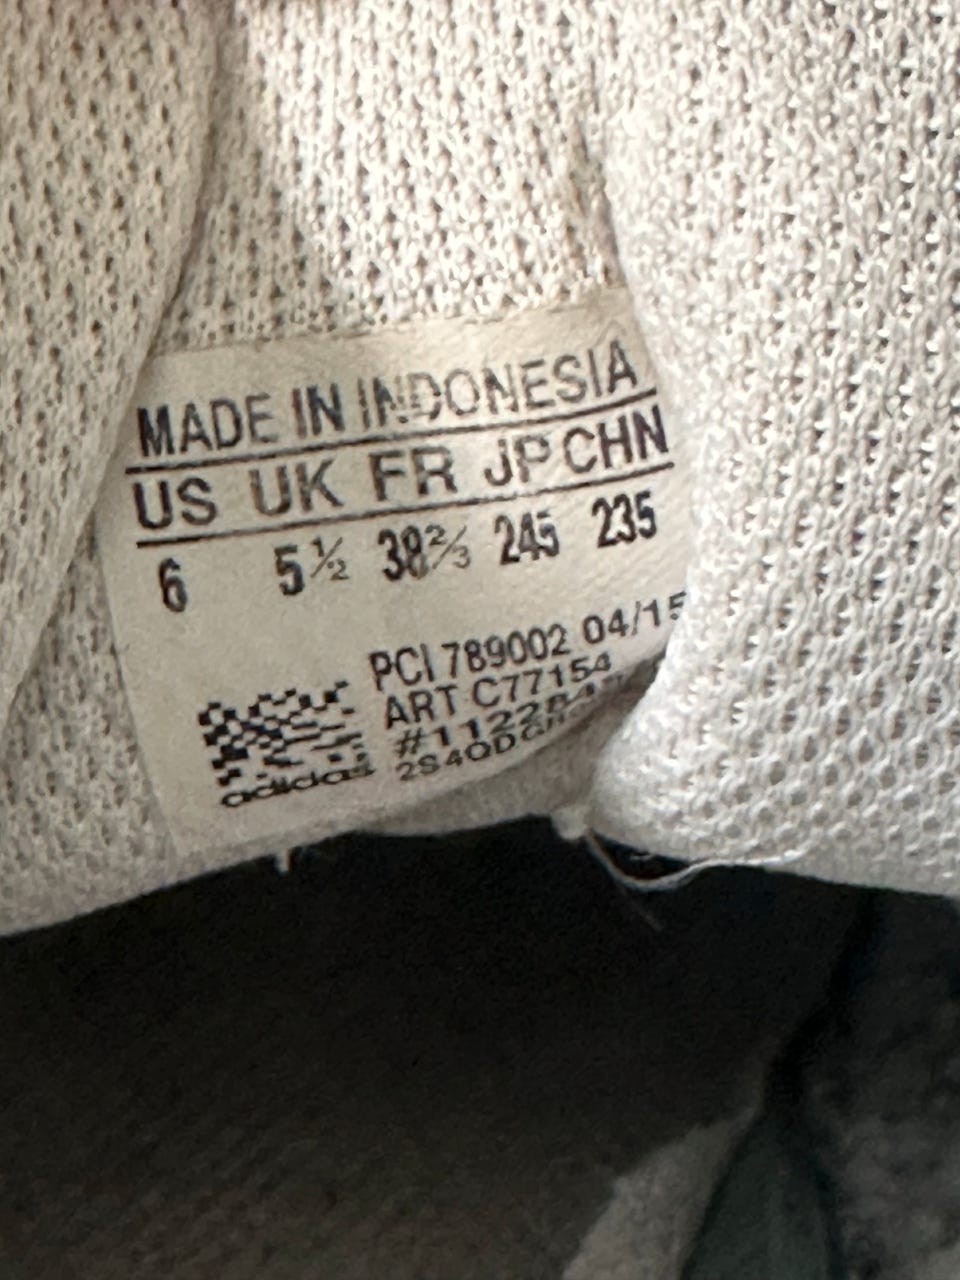 MADE IN INDONESIA
US UK FR JP CHN
6 5½ 38⅔ 245 235
PCI 789002 04/15
ART C77154
adidas